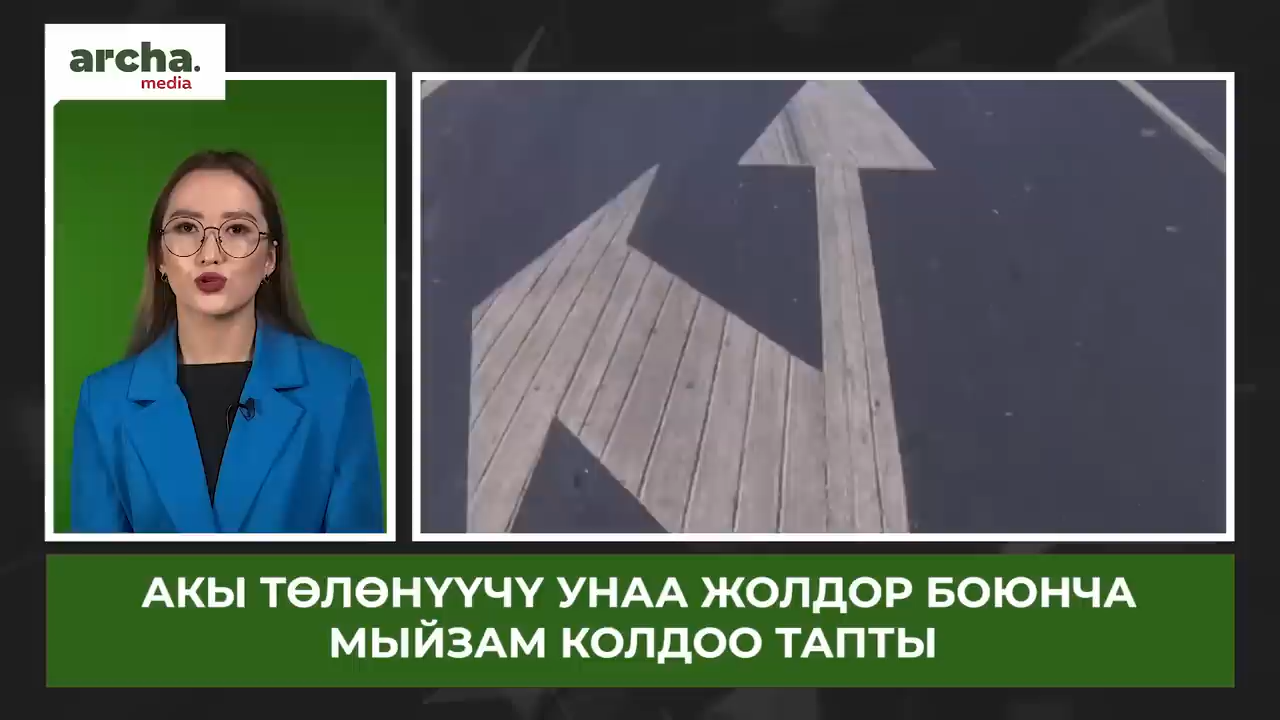 archa.
media
АКЫ ТӨЛӨНҮҮЧҮ УНАА ЖОЛДОР БОЮНЧА
МЫЙЗАМ КОЛДОО ТАПТЫ